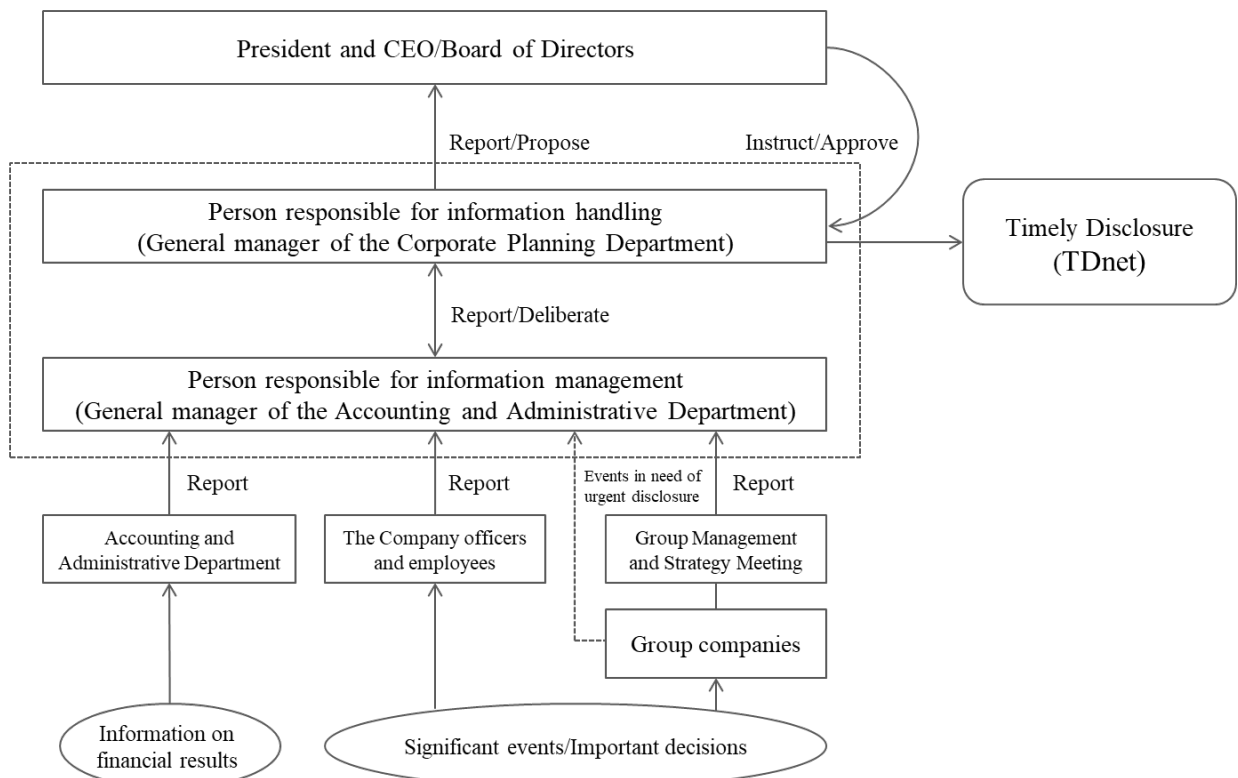 President and CEO/Board of Directors
Report/Propose
Instruct/Approve
Person responsible for information handling
(General manager of the Corporate Planning Department)
Timely Disclosure
(TDnet)
Report/Deliberate
Person responsible for information management
(General manager of the Accounting and Administrative Department)
Report
Report
Events in need of
urgent disclosure
Report
Accounting and
Administrative Department
The Company officers
and employees
Group Management
and Strategy Meeting
Group companies
Information on
financial results
Significant events/Important decisions